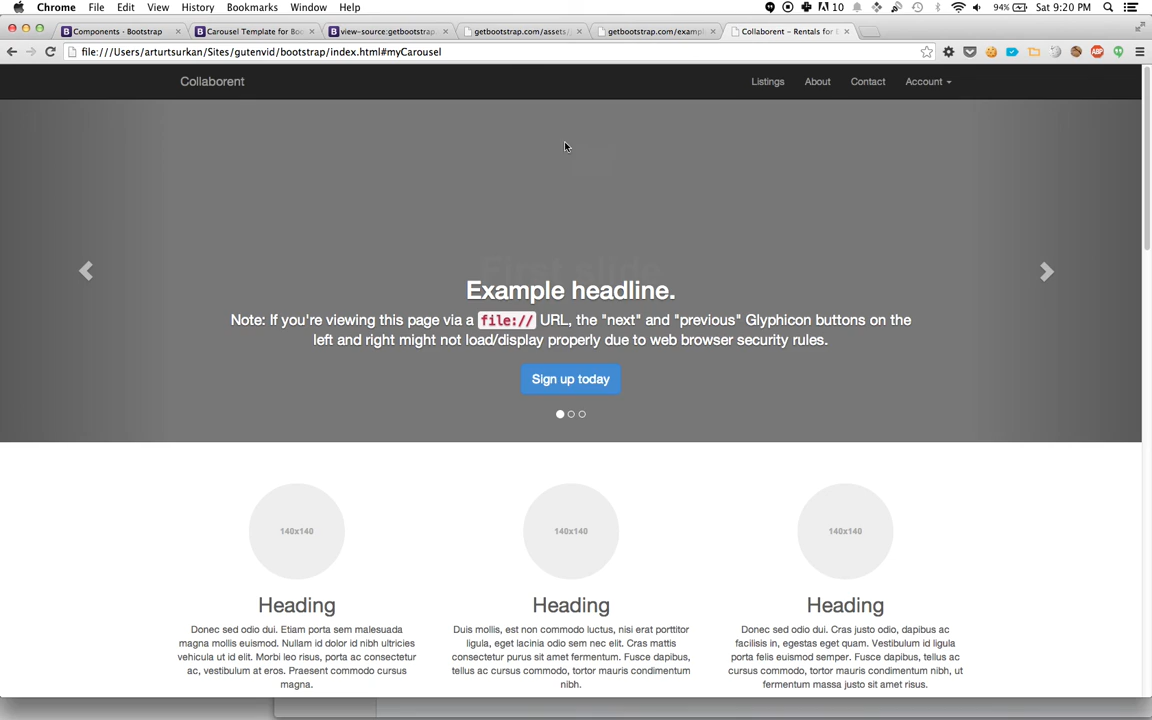 Chrome File Edit View History Bookmarks Window Help 10 94% Sat 9:20 PM
Components · Bootstrap Carousel Template for Boo view-source:getbootstrap. getbootstrap.com/assets/ getbootstrap.com/exampl Collaborent – Rentals for E
file:///Users/arturtsurkan/Sites/gutenvid/bootstrap/index.html#myCarousel
Collaborent Listings About Contact Account
First slide
Example headline.
Note: If you're viewing this page via a file:// URL, the "next" and "previous" Glyphicon buttons on the
left and right might not load/display properly due to web browser security rules.
Sign up today
140x140 140x140 140x140
Heading Heading Heading
Donec sed odio dui. Etiam porta sem malesuada
magna mollis euismod. Nullam id dolor id nibh ultricies
vehicula ut id elit. Morbi leo risus, porta ac consectetur
ac, vestibulum at eros. Praesent commodo cursus
magna.
Duis mollis, est non commodo luctus, nisi erat porttitor
ligula, eget lacinia odio sem nec elit. Cras mattis
consectetur purus sit amet fermentum. Fusce dapibus,
tellus ac cursus commodo, tortor mauris condimentum
nibh.
Donec sed odio dui. Cras justo odio, dapibus ac
facilisis in, egestas eget quam. Vestibulum id ligula
porta felis euismod semper. Fusce dapibus, tellus ac
cursus commodo, tortor mauris condimentum nibh, ut
fermentum massa justo sit amet risus.